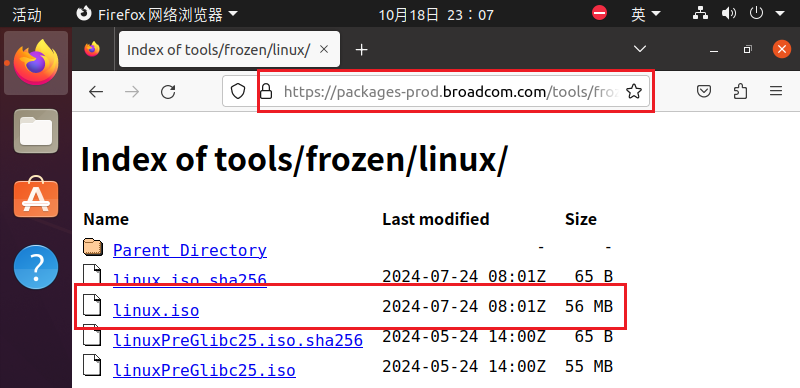 活动 Firefox 网络浏览器 10月18日 23：07 英
Index of tools/frozen/linux/
https://packages-prod.broadcom.com/tools/fro
Index of tools/frozen/linux/
Name Last modified Size
Parent Directory - -
linux.iso.sha256 2024-07-24 08:01Z 65 B
linux.iso 2024-07-24 08:01Z 56 MB
linuxPreGlibc25.iso.sha256 2024-05-24 14:00Z 65 B
linuxPreGlibc25.iso 2024-05-24 14:00Z 55 MB